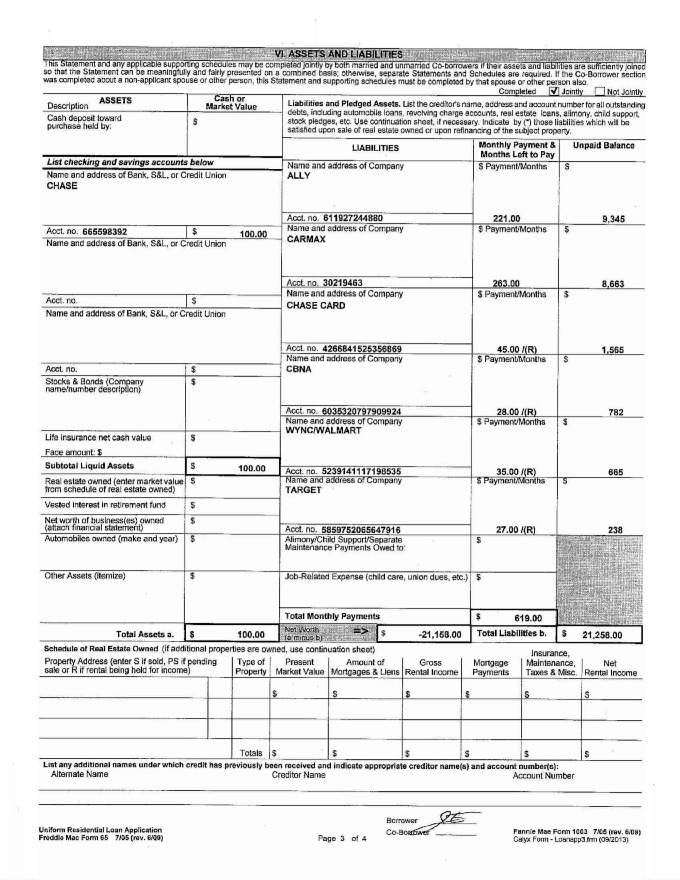 VI. ASSETS AND LIABILITIES
This Statement and any applicable supporting schedules may be completed jointly by both married and unmarried Co-borrowers if their assets and liabilities are sufficiently joined
so that the Statement can be meaningfully and fairly presented on a combined basis; otherwise, separate Statements and Schedules are required. If the Co-Borrower section
was completed about a non-applicant spouse or other person, this Statement and supporting schedules must be completed by that spouse or other person also.
Completed ☑ Jointly ☐ Not Jointly
ASSETS
Description
Cash or
Market Value
Cash deposit toward
purchase held by:
$
List checking and savings accounts below
Name and address of Bank, S&L, or Credit Union
CHASE
Acct. no. 665598392 $ 100.00
Name and address of Bank, S&L, or Credit Union
Acct. no. $
Name and address of Bank, S&L, or Credit Union
Acct. no. $
Stocks & Bonds (Company
name/number description) $
Life insurance net cash value $
Face amount: $
Subtotal Liquid Assets $ 100.00
Real estate owned (enter market value
from schedule of real estate owned) $
Vested interest in retirement fund $
Net worth of business(es) owned
(attach financial statement) $
Automobiles owned (make and year) $
Other Assets (itemize) $
Total Assets a. $ 100.00
Liabilities and Pledged Assets. List the creditor's name, address and account number for all outstanding
debts, including automobile loans, revolving charge accounts, real estate loans, alimony, child support,
stock pledges, etc. Use continuation sheet, if necessary. Indicate by (*) those liabilities which will be
satisfied upon sale of real estate owned or upon refinancing of the subject property.
LIABILITIES
Monthly Payment &
Months Left to Pay
Unpaid Balance
Name and address of Company $ Payment/Months $
ALLY
Acct. no. 611927244880 221.00 9,345
Name and address of Company $ Payment/Months $
CARMAX
Acct. no. 30219463 263.00 8,663
Name and address of Company $ Payment/Months $
CHASE CARD
Acct. no. 4266841525356869 45.00 /(R) 1,565
Name and address of Company $ Payment/Months $
CBNA
Acct. no. 6035320797909924 28.00 /(R) 782
Name and address of Company $ Payment/Months $
WYNC/WALMART
Acct. no. 5239141117198535 35.00 /(R) 665
Name and address of Company $ Payment/Months $
TARGET
Acct. no. 5859752065647916 27.00 /(R) 238
Alimony/Child Support/Separate
Maintenance Payments Owed to: $
Job-Related Expense (child care, union dues, etc.) $
Total Monthly Payments $ 619.00
Net Worth
(a minus b) => $ -21,158.00 Total Liabilities b. $ 21,258.00
Schedule of Real Estate Owned (if additional properties are owned, use continuation sheet)
Property Address (enter S if sold, PS if pending
sale or R if rental being held for income)
Type of
Property
Present
Market Value
Amount of
Mortgages & Liens
Gross
Rental Income
Mortgage
Payments
Insurance,
Maintenance,
Taxes & Misc.
Net
Rental Income
$ $ $ $ $ $
Totals $ $ $ $ $ $
List any additional names under which credit has previously been received and indicate appropriate creditor name(s) and account number(s):
Alternate Name Creditor Name Account Number
Borrower
Co-Borrower
Uniform Residential Loan Application
Freddie Mac Form 65 7/05 (rev. 6/09)
Page 3 of 4
Fannie Mae Form 1003 7/05 (rev. 6/09)
Calyx Form - Loanapp3.frm (09/2013)